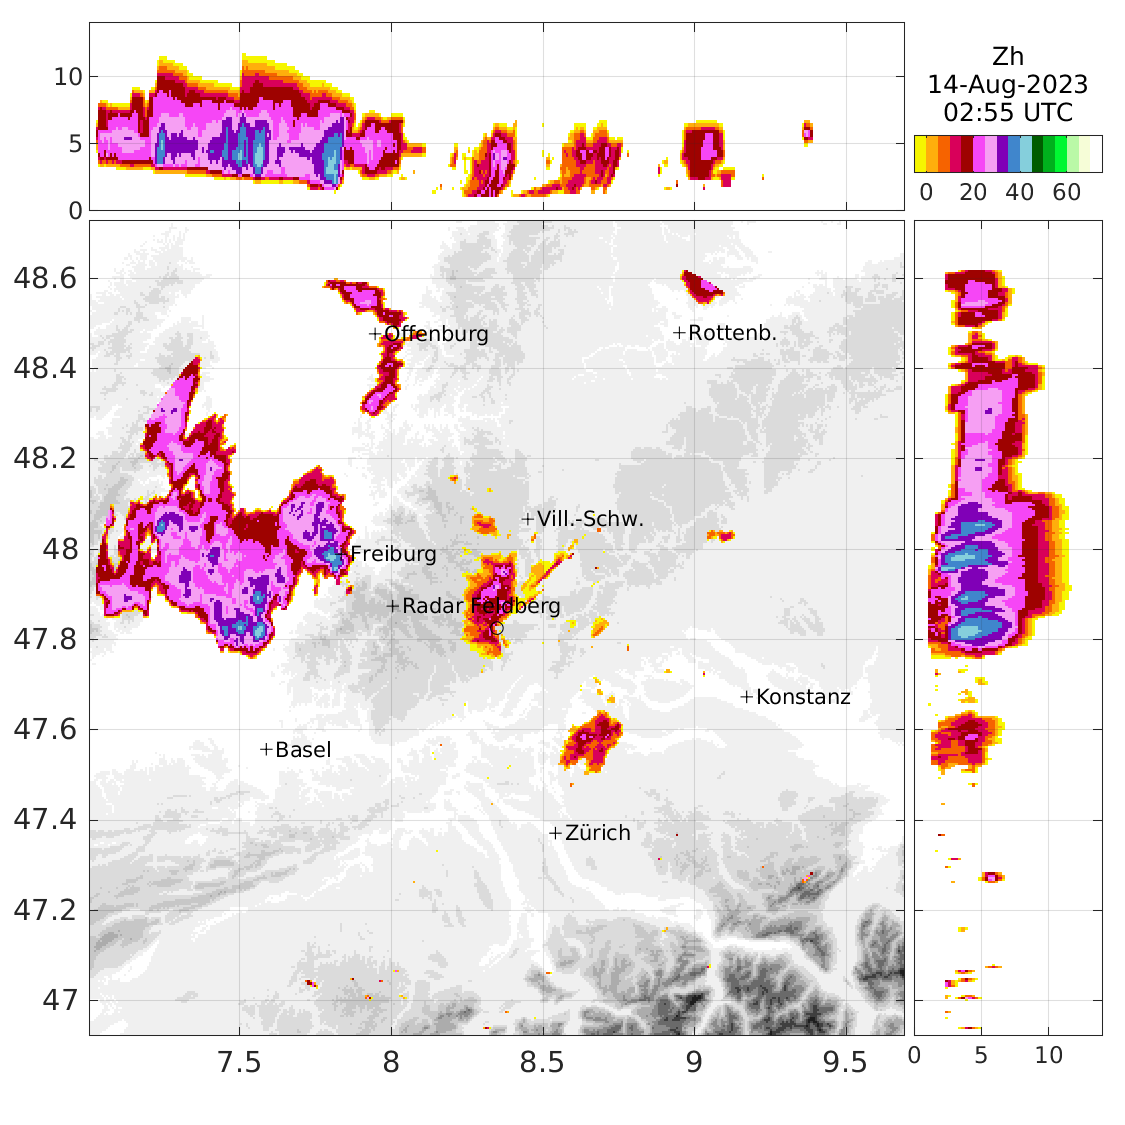 10
5
0
Zh
14-Aug-2023
02:55 UTC
0 20 40 60
48.6
48.4
48.2
48
47.8
47.6
47.4
47.2
47
+Offenburg
+Rottenb.
+Vill.-Schw.
+Freiburg
+Radar Feldberg
+Konstanz
+Basel
+Zürich
7.5 8 8.5 9 9.5
0 5 10